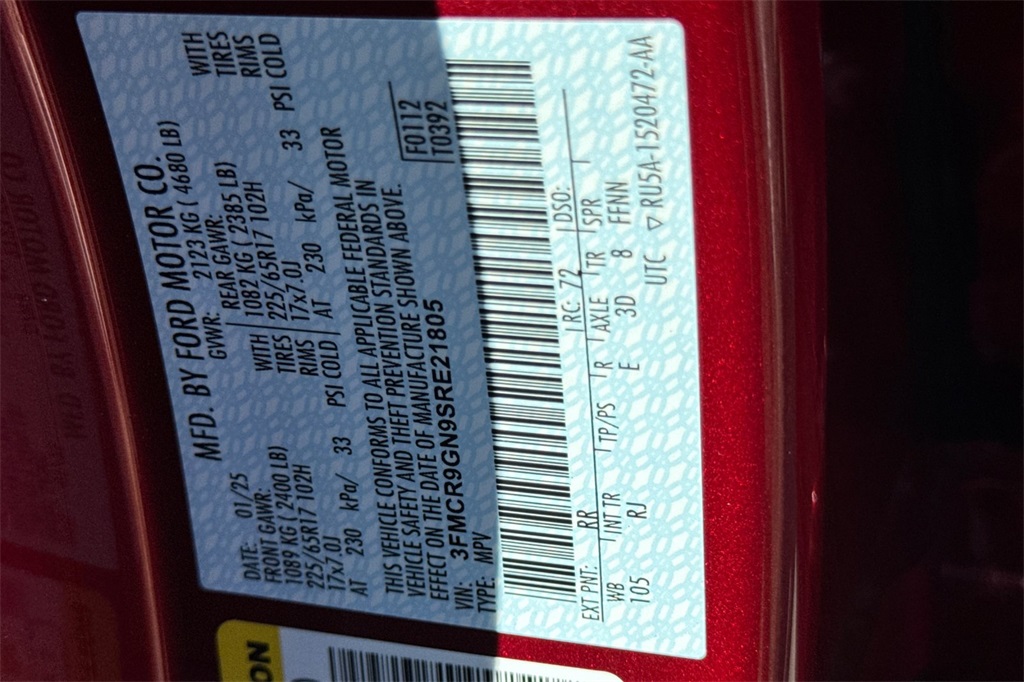 MFD. BY FORD MOTOR CO.
DATE: 01/25 GVWR: 2123 KG ( 4680 LB)
FRONT GAWR: REAR GAWR:
1089 KG ( 2400 LB) WITH 1082 KG ( 2385 LB) WITH
225/65R17 102H TIRES 225/65R17 102H TIRES
17x7.0J RIMS 17x7.0J RIMS
AT 230 kPa/ 33 PSI COLD AT 230 kPa/ 33 PSI COLD
THIS VEHICLE CONFORMS TO ALL APPLICABLE FEDERAL MOTOR
VEHICLE SAFETY AND THEFT PREVENTION STANDARDS IN
EFFECT ON THE DATE OF MANUFACTURE SHOWN ABOVE.
VIN: 3FMCR9GN9SRE21805 F0112
TYPE: MPV T0392
EXT PNT: RR RC: 72 DSO:
WB INT TR TP/PS R AXLE TR SPR
105 RJ E 3D 8 FFNN
UTC ▽ RU5A-1520472-AA
ON